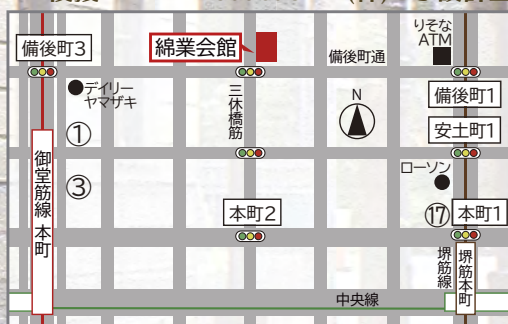 備後町3
綿業会館
りそな
ATM
備後町通
デイリー
ヤマザキ
三休橋筋
N
備後町1
安土町1
①
③
ローソン
御堂筋線 本町
本町2
⑰
本町1
堺筋線
堺筋本町
中央線